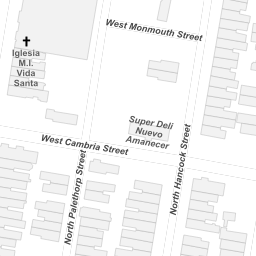 West Monmouth Street
Iglesia
M.I.
Vida
Santa
Super Deli
Nuevo
Amanecer
West Cambria Street
North Palethorp Street
North Hancock Street